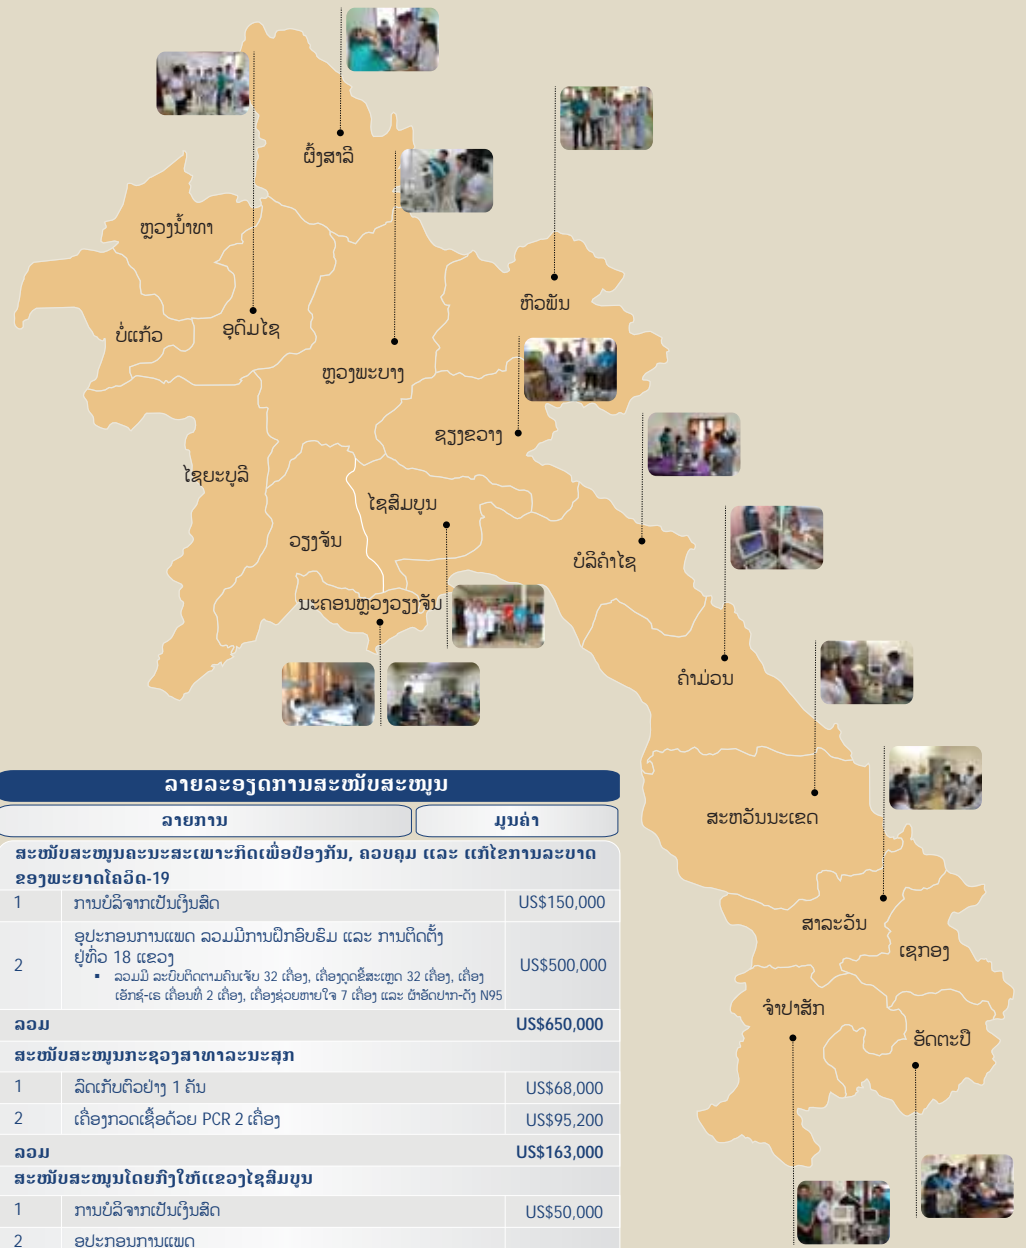 ຜົ້ງສາລີ
ຫຼວງນ້ຳທາ
ຫົວພັນ
ບໍ່ແກ້ວ
ອຸດົມໄຊ
ຫຼວງພະບາງ
ຊຽງຂວາງ
ໄຊຍະບູລີ
ໄຊສົມບູນ
ວຽງຈັນ
ບໍລິຄຳໄຊ
ນະຄອນຫຼວງວຽງຈັນ
ຄຳມ່ວນ
ສະຫວັນນະເຂດ
ສາລະວັນ
ເຊກອງ
ຈຳປາສັກ
ອັດຕະປື
ລາຍລະອຽດການສະໜັບສະໜູນ
ລາຍການ ມູນຄ່າ
ສະໜັບສະໜູນຄະນະສະເພາະກິດເພື່ອປ້ອງກັນ, ຄວບຄຸມ ແລະ ແກ້ໄຂການລະບາດ
ຂອງພະຍາດໂຄວິດ-19
1 ການບໍລິຈາກເປັນເງິນສົດ US$150,000
2 ອຸປະກອນການແພດ ລວມມີການຝຶກອົບຮົມ ແລະ ການຕິດຕັ້ງ
ຢູ່ທົ່ວ 18 ແຂວງ US$500,000
▪ ລວມມີ ລະບົບຕິດຕາມຄົນເຈັບ 32 ເຄື່ອງ, ເຄື່ອງດູດຂີ້ສະເຫຼດ 32 ເຄື່ອງ, ເຄື່ອງ
ເອັກຊ໌-ເຣ ເຄື່ອນທີ່ 2 ເຄື່ອງ, ເຄື່ອງຊ່ວຍຫາຍໃຈ 7 ເຄື່ອງ ແລະ ຜ້າອັດປາກ-ດັງ N95
ລວມ US$650,000
ສະໜັບສະໜູນກະຊວງສາທາລະນະສຸກ
1 ລົດເກັບຕົວຢ່າງ 1 ຄັນ US$68,000
2 ເຄື່ອງກວດເຊື້ອດ້ວຍ PCR 2 ເຄື່ອງ US$95,200
ລວມ US$163,000
ສະໜັບສະໜູນໂດຍກົງໃຫ້ແຂວງໄຊສົມບູນ
1 ການບໍລິຈາກເປັນເງິນສົດ US$50,000
2 ອຸປະກອນການແພດ